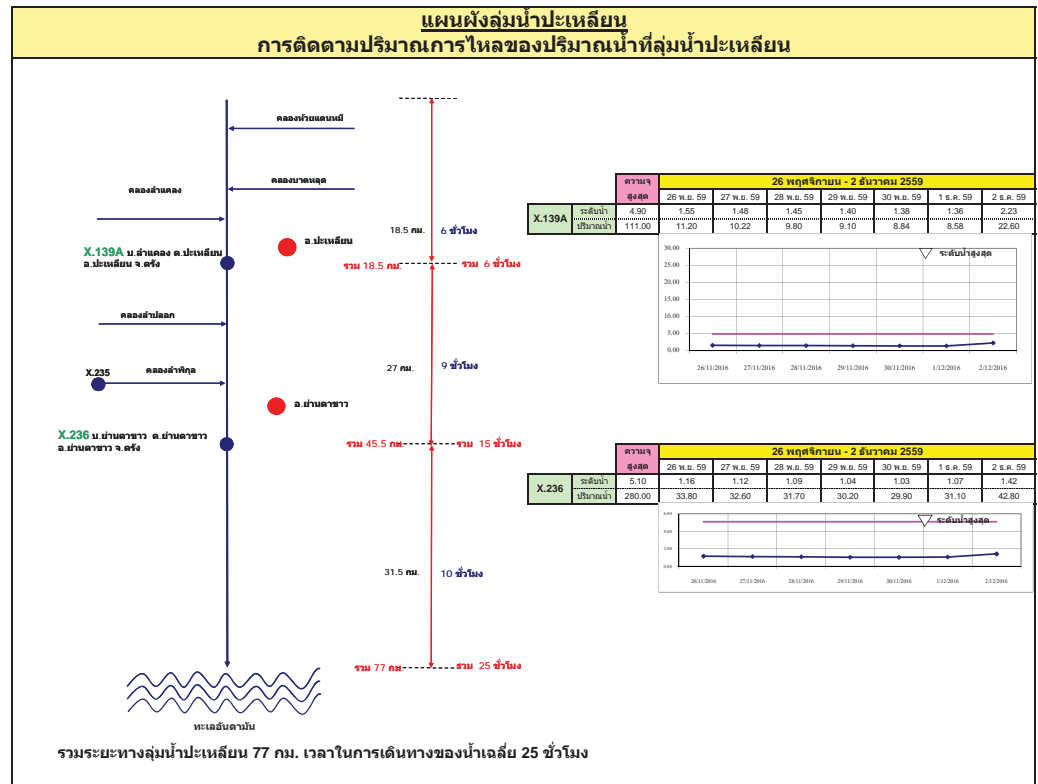 แผนผังลุ่มน้ำปะเหลียน
การติดตามปริมาณการไหลของปริมาณน้ำที่ลุ่มน้ำปะเหลียน
คลองห้วยแดนหมี
คลองบาตหลุด
คลองลำแคลง
18.5 กม.
6 ชั่วโมง
อ.ปะเหลียน
X.139A บ.ลำแคลง ต.ปะเหลียน
อ.ปะเหลียน จ.ตรัง
รวม 18.5 กม.
รวม 6 ชั่วโมง
คลองลำปลอก
27 กม.
9 ชั่วโมง
X.235
คลองลำพิกุล
อ.ย่านตาขาว
X.236 บ.ย่านตาขาว ต.ย่านตาขาว
อ.ย่านตาขาว จ.ตรัง
รวม 45.5 กม.
รวม 15 ชั่วโมง
31.5 กม.
10 ชั่วโมง
รวม 77 กม.
รวม 25 ชั่วโมง
ทะเลอันดามัน
รวมระยะทางลุ่มน้ำปะเหลียน 77 กม. เวลาในการเดินทางของน้ำเฉลี่ย 25 ชั่วโมง
ความจุ 26 พฤศจิกายน - 2 ธันวาคม 2559
สูงสุด 26 พ.ย. 59 27 พ.ย. 59 28 พ.ย. 59 29 พ.ย. 59 30 พ.ย. 59 1 ธ.ค. 59 2 ธ.ค. 59
X.139A
ระดับน้ำ 4.90 1.55 1.48 1.45 1.40 1.38 1.36 2.23
ปริมาณน้ำ 111.00 11.20 10.22 9.80 9.10 8.84 8.58 22.60
ระดับน้ำสูงสุด
30.00
25.00
20.00
15.00
10.00
5.00
0.00
26/11/2016 27/11/2016 28/11/2016 29/11/2016 30/11/2016 1/12/2016 2/12/2016
ความจุ 26 พฤศจิกายน - 2 ธันวาคม 2559
สูงสุด 26 พ.ย. 59 27 พ.ย. 59 28 พ.ย. 59 29 พ.ย. 59 30 พ.ย. 59 1 ธ.ค. 59 2 ธ.ค. 59
X.236
ระดับน้ำ 5.10 1.16 1.12 1.09 1.04 1.03 1.07 1.42
ปริมาณน้ำ 280.00 33.80 32.60 31.70 30.20 29.90 31.10 42.80
ระดับน้ำสูงสุด
6.00
4.00
2.00
0.00
26/11/2016 27/11/2016 28/11/2016 29/11/2016 30/11/2016 1/12/2016 2/12/2016